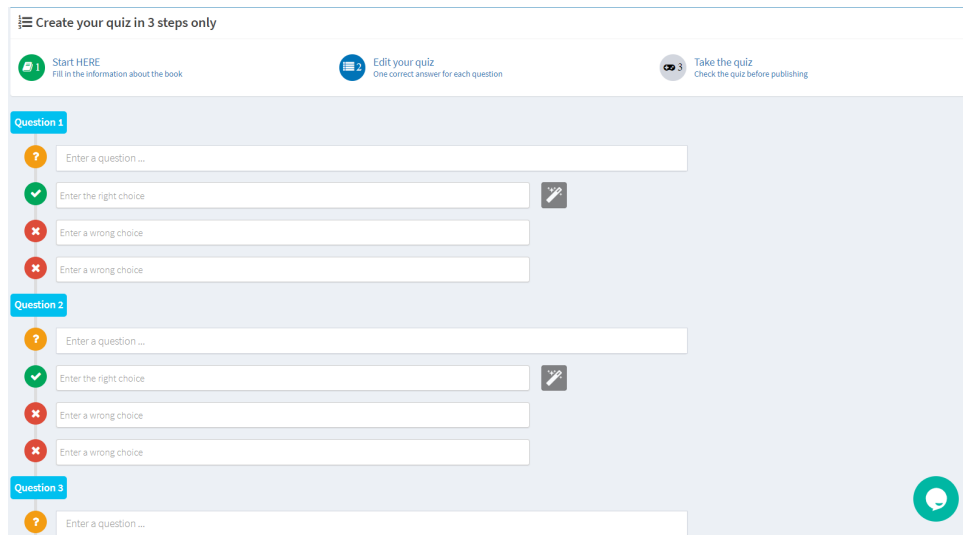 Create your quiz in 3 steps only
1 Start HERE
Fill in the information about the book
2 Edit your quiz
One correct answer for each question
3 Take the quiz
Check the quiz before publishing
Question 1
Enter a question ...
Enter the right choice
Enter a wrong choice
Enter a wrong choice
Question 2
Enter a question ...
Enter the right choice
Enter a wrong choice
Enter a wrong choice
Question 3
Enter a question ...